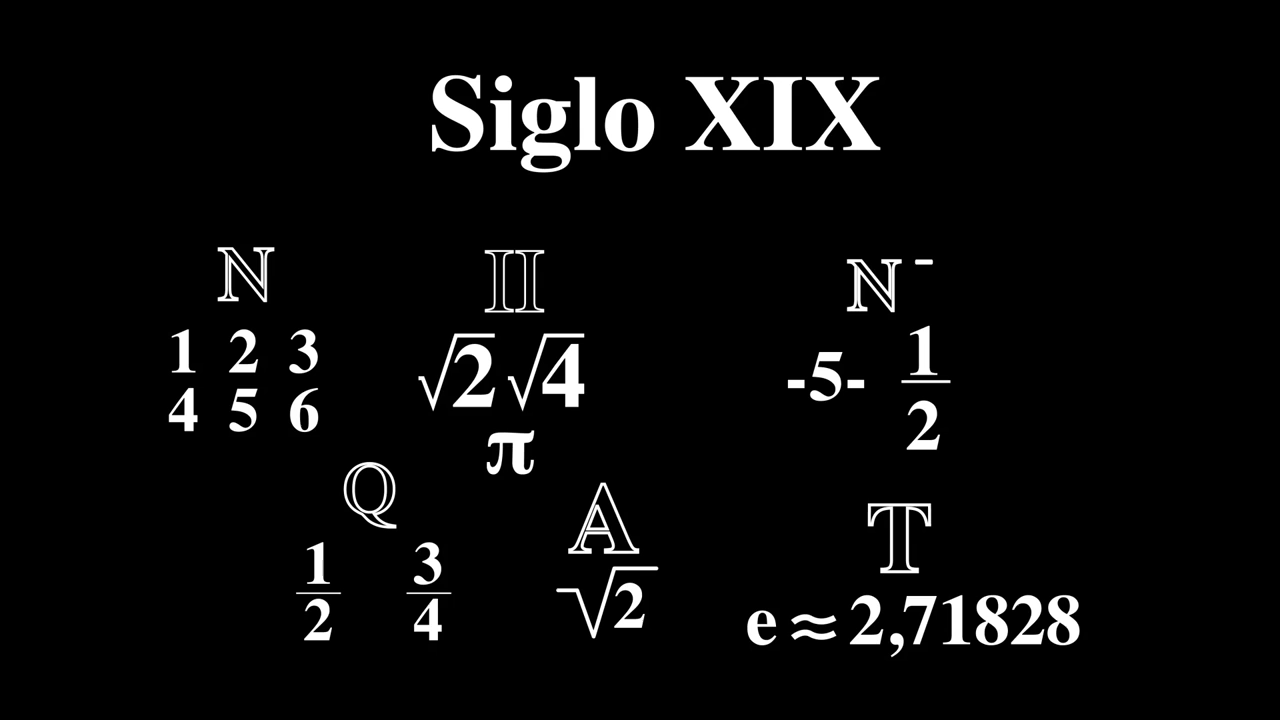 Siglo XIX
ℕ
1 2 3
4 5 6
𝕀𝕀
√2 √4
π
ℕ⁻
-5- 1/2
ℚ
1/2 3/4
𝔸
√2
𝕋
e ≈ 2,71828